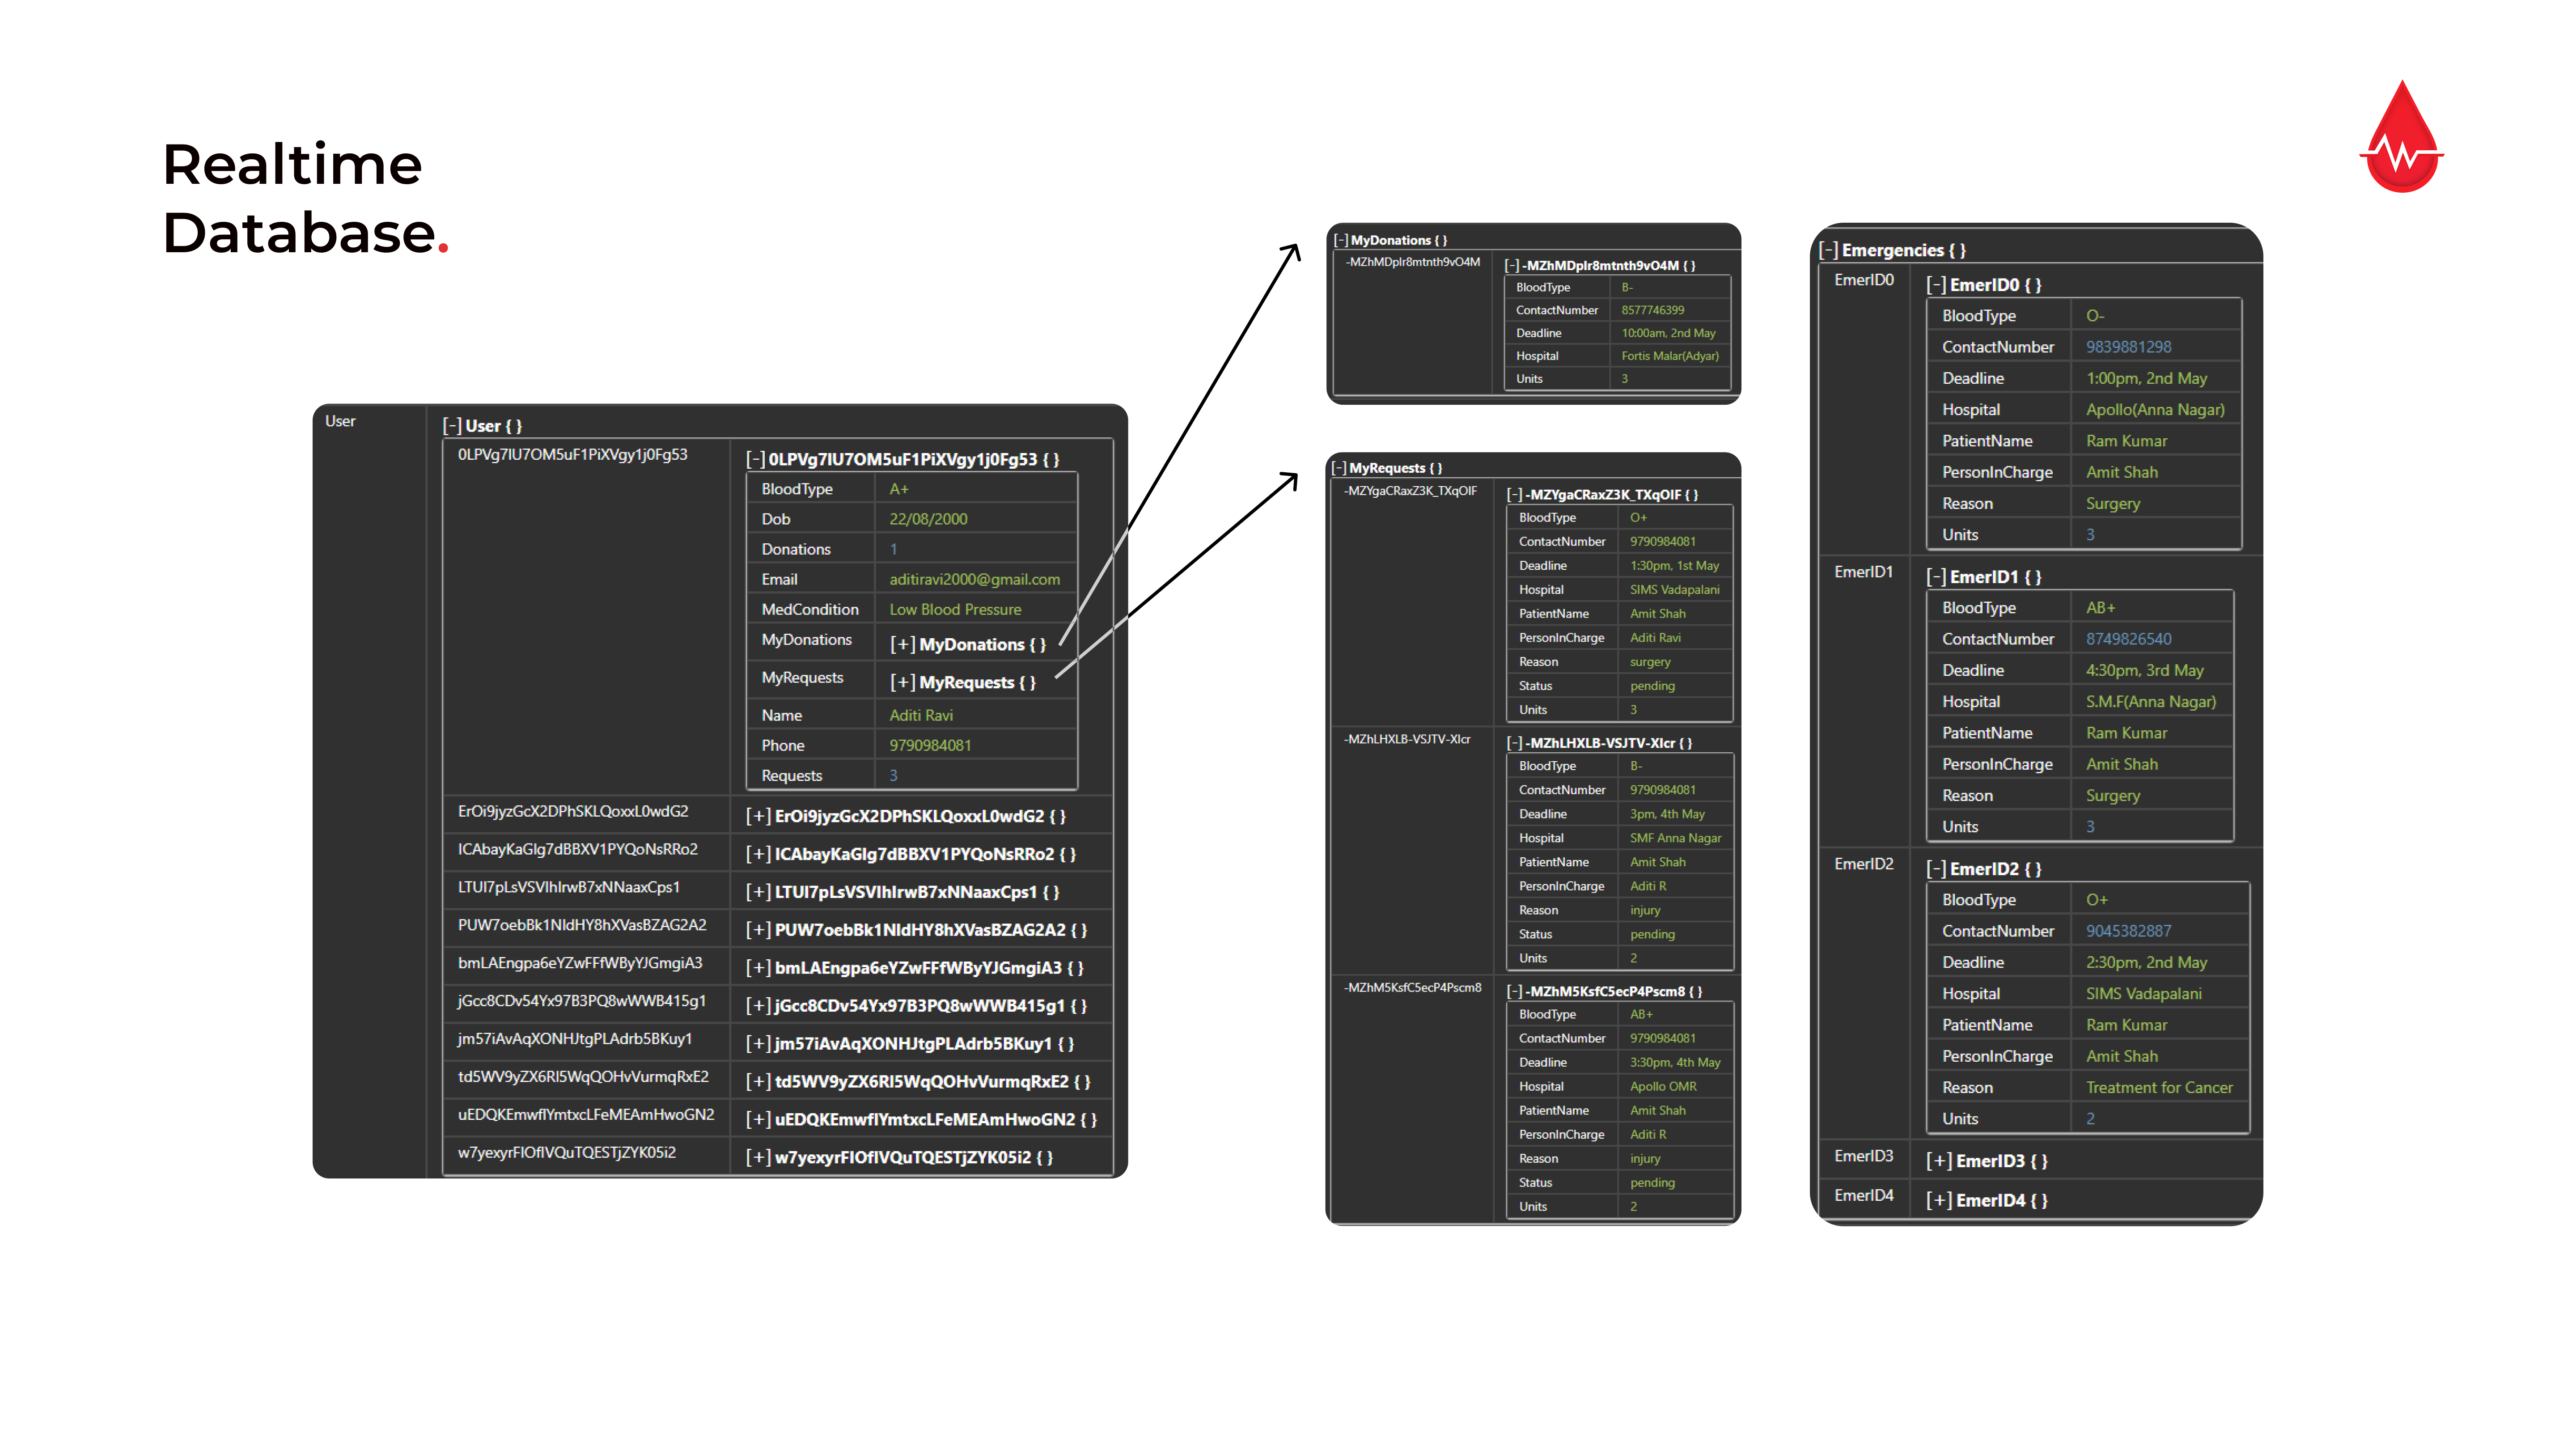 Realtime
Database.
User
[-] User { }
0LPVg7IU7OM5uF1PiXVgy1j0Fg53
[-] 0LPVg7IU7OM5uF1PiXVgy1j0Fg53 { }
BloodType A+
Dob 22/08/2000
Donations 1
Email aditiravi2000@gmail.com
MedCondition Low Blood Pressure
MyDonations [+] MyDonations { }
MyRequests [+] MyRequests { }
Name Aditi Ravi
Phone 9790984081
Requests 3
ErOi9jyzGcX2DPhSKLQoxxL0wdG2 [+] ErOi9jyzGcX2DPhSKLQoxxL0wdG2 { }
ICAbayKaGIg7dBBXV1PYQoNsRRo2 [+] ICAbayKaGIg7dBBXV1PYQoNsRRo2 { }
LTUI7pLsVSVIhIrwB7xNNaaxCps1 [+] LTUI7pLsVSVIhIrwB7xNNaaxCps1 { }
PUW7oebBk1NIdHY8hXVasBZAG2A2 [+] PUW7oebBk1NIdHY8hXVasBZAG2A2 { }
bmLAEngpa6eYZwFFfWByYJGmgiA3 [+] bmLAEngpa6eYZwFFfWByYJGmgiA3 { }
jGcc8CDv54Yx97B3PQ8wWWB415g1 [+] jGcc8CDv54Yx97B3PQ8wWWB415g1 { }
jm57iAvAqXONHJtgPLAdrb5BKuy1 [+] jm57iAvAqXONHJtgPLAdrb5BKuy1 { }
td5WV9yZX6RI5WqQOHvVurmqRxE2 [+] td5WV9yZX6RI5WqQOHvVurmqRxE2 { }
uEDQKEmwfIYmtxcLFeMEAmHwoGN2 [+] uEDQKEmwfIYmtxcLFeMEAmHwoGN2 { }
w7yexyrFIOfIVQuTQESTjZYK05i2 [+] w7yexyrFIOfIVQuTQESTjZYK05i2 { }
[-] MyDonations { }
-MZhMDpIr8mtnth9vO4M
[-] -MZhMDpIr8mtnth9vO4M { }
BloodType B-
ContactNumber 8577746399
Deadline 10:00am, 2nd May
Hospital Fortis Malar(Adyar)
Units 3
[-] MyRequests { }
-MZYgaCRaxZ3K_TXqOIF
[-] -MZYgaCRaxZ3K_TXqOIF { }
BloodType O+
ContactNumber 9790984081
Deadline 1:30pm, 1st May
Hospital SIMS Vadapalani
PatientName Amit Shah
PersonInCharge Aditi Ravi
Reason surgery
Status pending
Units 3
-MZhLHXLB-VSJTV-XIcr
[-] -MZhLHXLB-VSJTV-XIcr { }
BloodType B-
ContactNumber 9790984081
Deadline 3pm, 4th May
Hospital SMF Anna Nagar
PatientName Amit Shah
PersonInCharge Aditi R
Reason injury
Status pending
Units 2
-MZhM5KsfC5ecP4Pscm8
[-] -MZhM5KsfC5ecP4Pscm8 { }
BloodType AB+
ContactNumber 9790984081
Deadline 3:30pm, 4th May
Hospital Apollo OMR
PatientName Amit Shah
PersonInCharge Aditi R
Reason injury
Status pending
Units 2
[-] Emergencies { }
EmerID0
[-] EmerID0 { }
BloodType O-
ContactNumber 9839881298
Deadline 1:00pm, 2nd May
Hospital Apollo(Anna Nagar)
PatientName Ram Kumar
PersonInCharge Amit Shah
Reason Surgery
Units 3
EmerID1
[-] EmerID1 { }
BloodType AB+
ContactNumber 8749826540
Deadline 4:30pm, 3rd May
Hospital S.M.F(Anna Nagar)
PatientName Ram Kumar
PersonInCharge Amit Shah
Reason Surgery
Units 3
EmerID2
[-] EmerID2 { }
BloodType O+
ContactNumber 9045382887
Deadline 2:30pm, 2nd May
Hospital SIMS Vadapalani
PatientName Ram Kumar
PersonInCharge Amit Shah
Reason Treatment for Cancer
Units 2
EmerID3 [+] EmerID3 { }
EmerID4 [+] EmerID4 { }